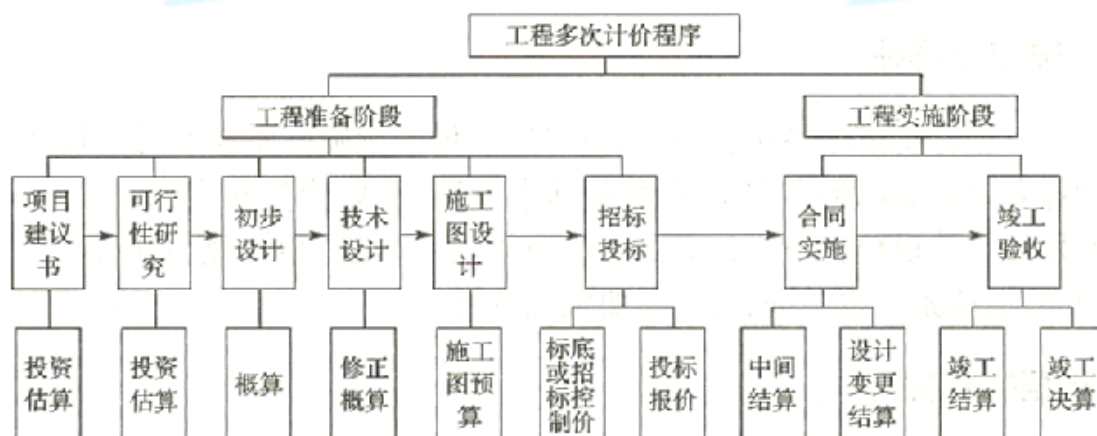 工程多次计价程序
工程准备阶段
工程实施阶段
项目
建议
书
可行
性研
究
初步
设计
技术
设计
施工
图设
计
招标
投标
合同
实施
竣工
验收
投资
估算
投资
估算
概算
修正
概算
施工
图预
算
标底
或招
标控
制价
投标
报价
中间
结算
设计
变更
结算
竣工
结算
竣工
决算